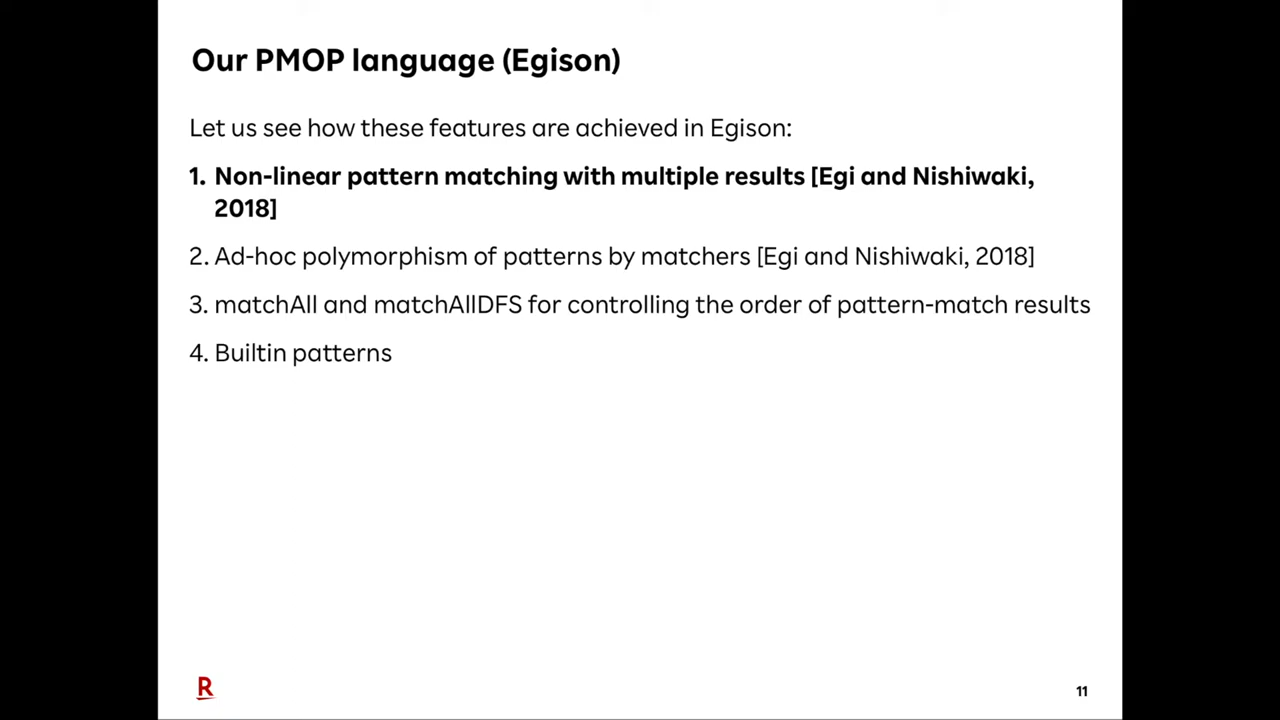 Our PMOP language (Egison)
Let us see how these features are achieved in Egison:
1. Non-linear pattern matching with multiple results [Egi and Nishiwaki,
2018]
2. Ad-hoc polymorphism of patterns by matchers [Egi and Nishiwaki, 2018]
3. matchAll and matchAllDFS for controlling the order of pattern-match results
4. Builtin patterns
R
11